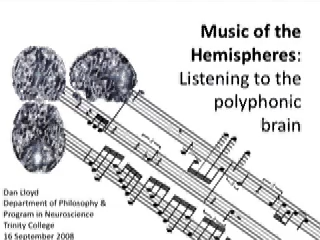 Music of the
Hemispheres:
Listening to the
polyphonic
brain
Dan Lloyd
Department of Philosophy &
Program in Neuroscience
Trinity College
16 September 2008